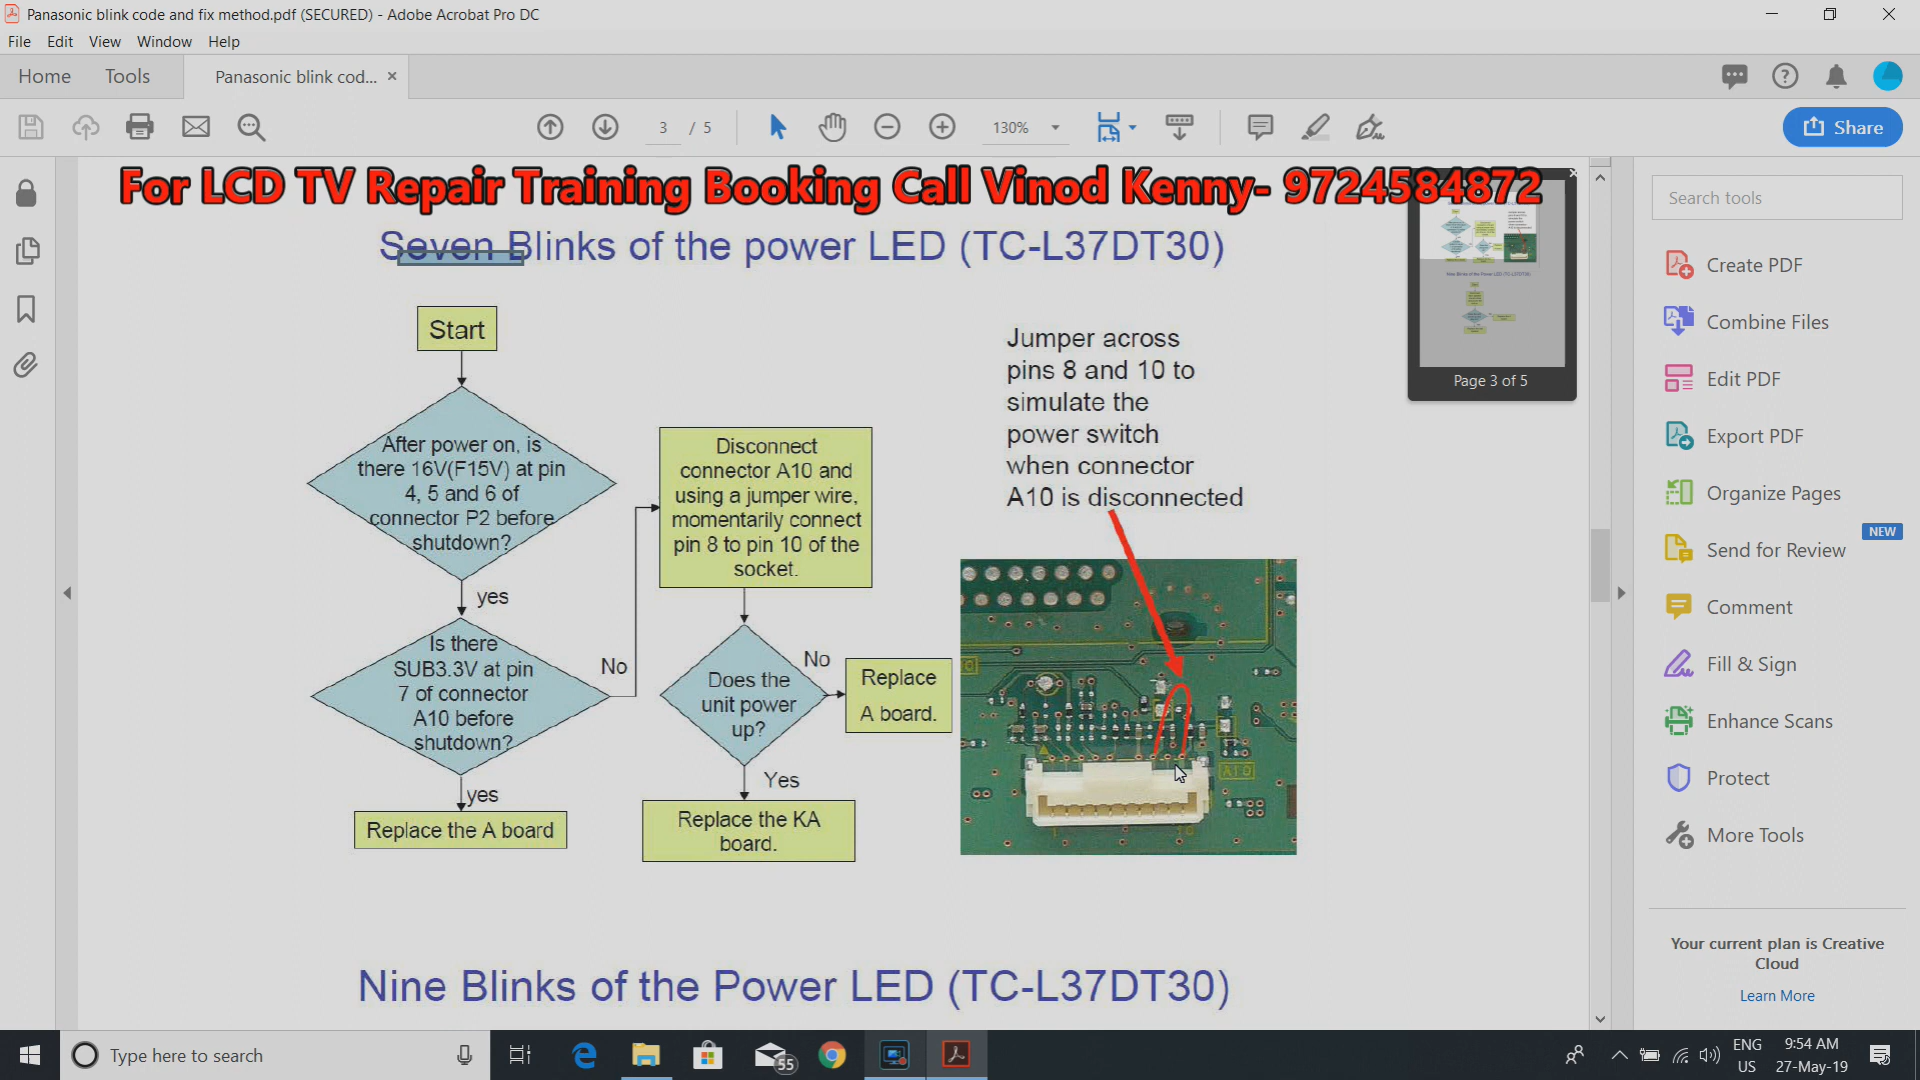 Panasonic blink code and fix method.pdf (SECURED) - Adobe Acrobat Pro DC
File Edit View Window Help
Home Tools Panasonic blink cod... ×
3 / 5 130% Share
For LCD TV Repair Training Booking Call Vinod Kenny- 9724584872
Seven Blinks of the power LED (TC-L37DT30)
Start
After power on, is
there 16V(F15V) at pin
4, 5 and 6 of
connector P2 before
shutdown?
yes
Is there
SUB3.3V at pin
7 of connector
A10 before
shutdown?
No
yes
Replace the A board
Disconnect
connector A10 and
using a jumper wire,
momentarily connect
pin 8 to pin 10 of the
socket.
Does the
unit power
up?
No
Replace
A board.
Yes
Replace the KA
board.
Jumper across
pins 8 and 10 to
simulate the
power switch
when connector
A10 is disconnected
A10
1 10
Nine Blinks of the Power LED (TC-L37DT30)
Page 3 of 5
Search tools
Create PDF
Combine Files
Edit PDF
Export PDF
Organize Pages
NEW
Send for Review
Comment
Fill & Sign
Enhance Scans
Protect
More Tools
Your current plan is Creative
Cloud
Learn More
Type here to search
55
ENG
US
9:54 AM
27-May-19